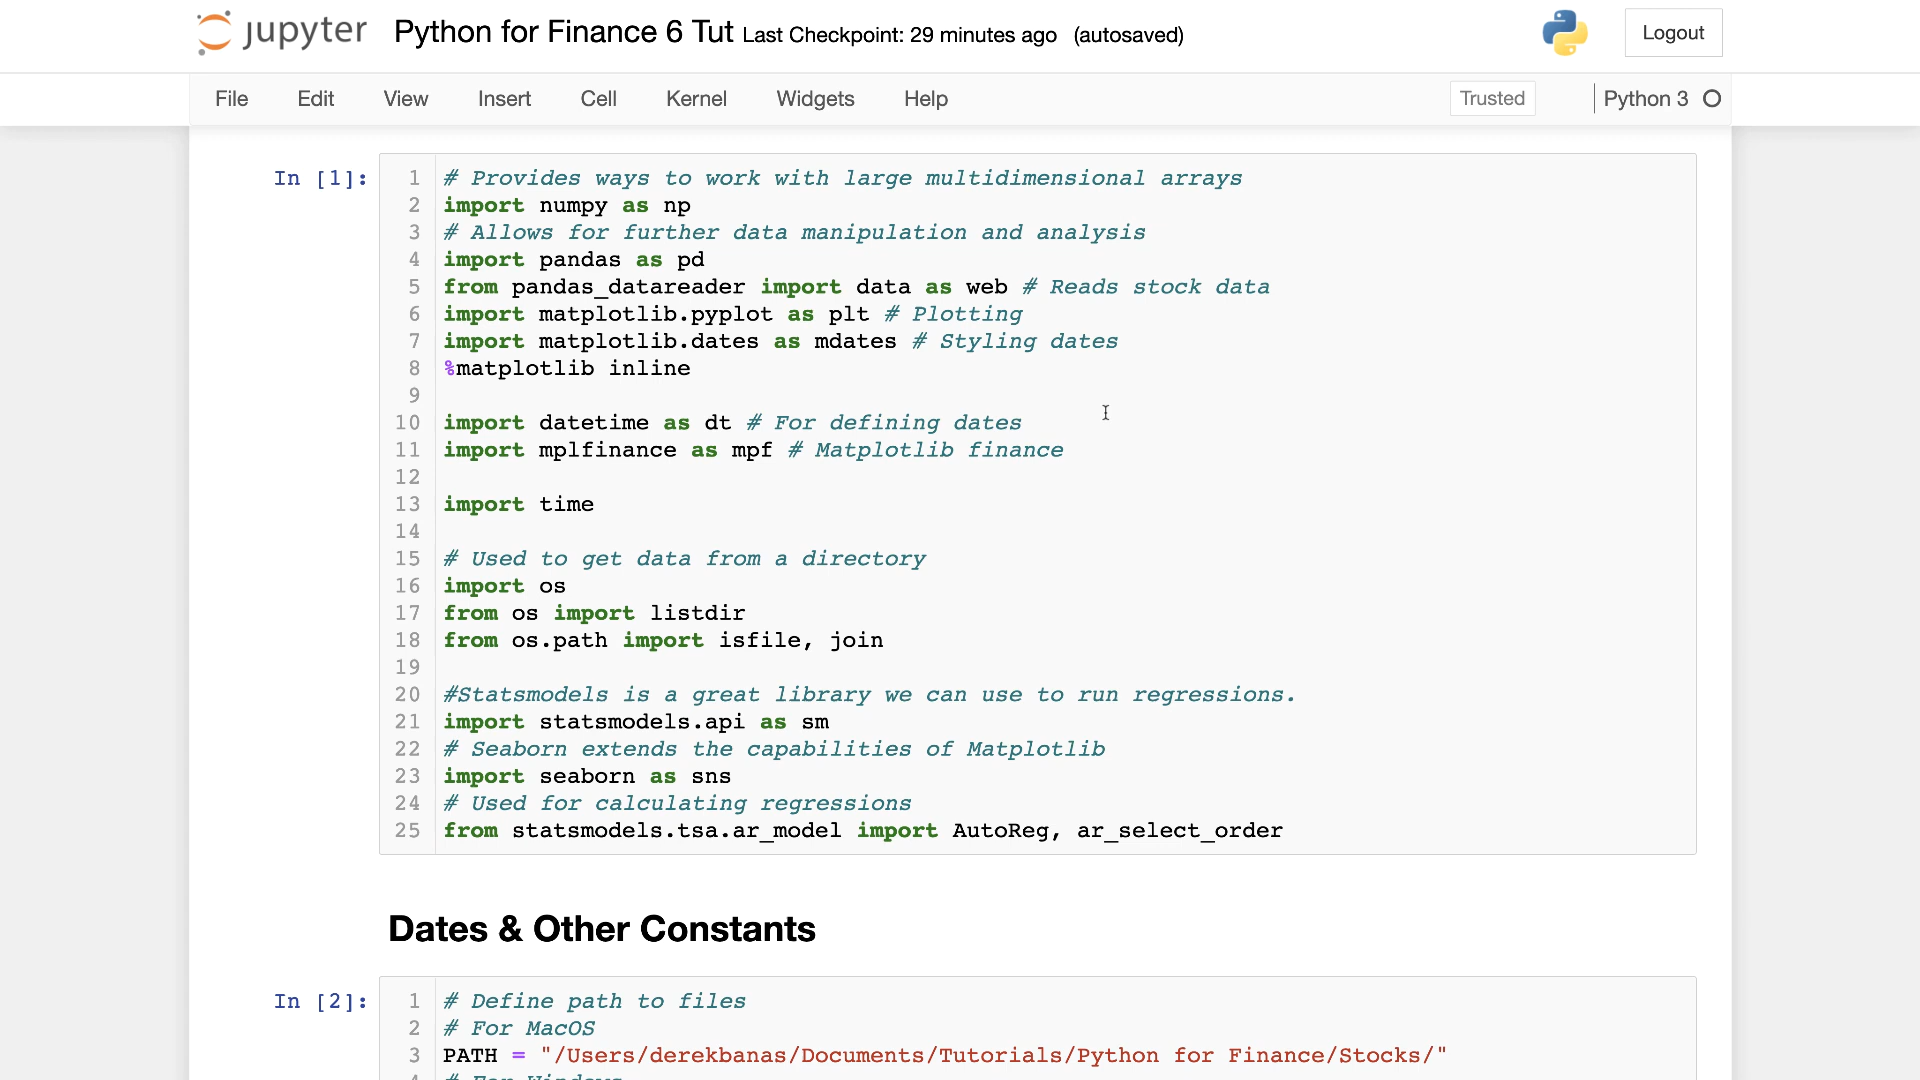 jupyter Python for Finance 6 Tut Last Checkpoint: 29 minutes ago (autosaved) Logout
File Edit View Insert Cell Kernel Widgets Help Trusted Python 3
In [1]:
1 # Provides ways to work with large multidimensional arrays
2 import numpy as np
3 # Allows for further data manipulation and analysis
4 import pandas as pd
5 from pandas_datareader import data as web # Reads stock data
6 import matplotlib.pyplot as plt # Plotting
7 import matplotlib.dates as mdates # Styling dates
8 %matplotlib inline
9
10 import datetime as dt # For defining dates
11 import mplfinance as mpf # Matplotlib finance
12
13 import time
14
15 # Used to get data from a directory
16 import os
17 from os import listdir
18 from os.path import isfile, join
19
20 #Statsmodels is a great library we can use to run regressions.
21 import statsmodels.api as sm
22 # Seaborn extends the capabilities of Matplotlib
23 import seaborn as sns
24 # Used for calculating regressions
25 from statsmodels.tsa.ar_model import AutoReg, ar_select_order
Dates & Other Constants
In [2]:
1 # Define path to files
2 # For MacOS
3 PATH = "/Users/derekbanas/Documents/Tutorials/Python for Finance/Stocks/"
4 # For Windows